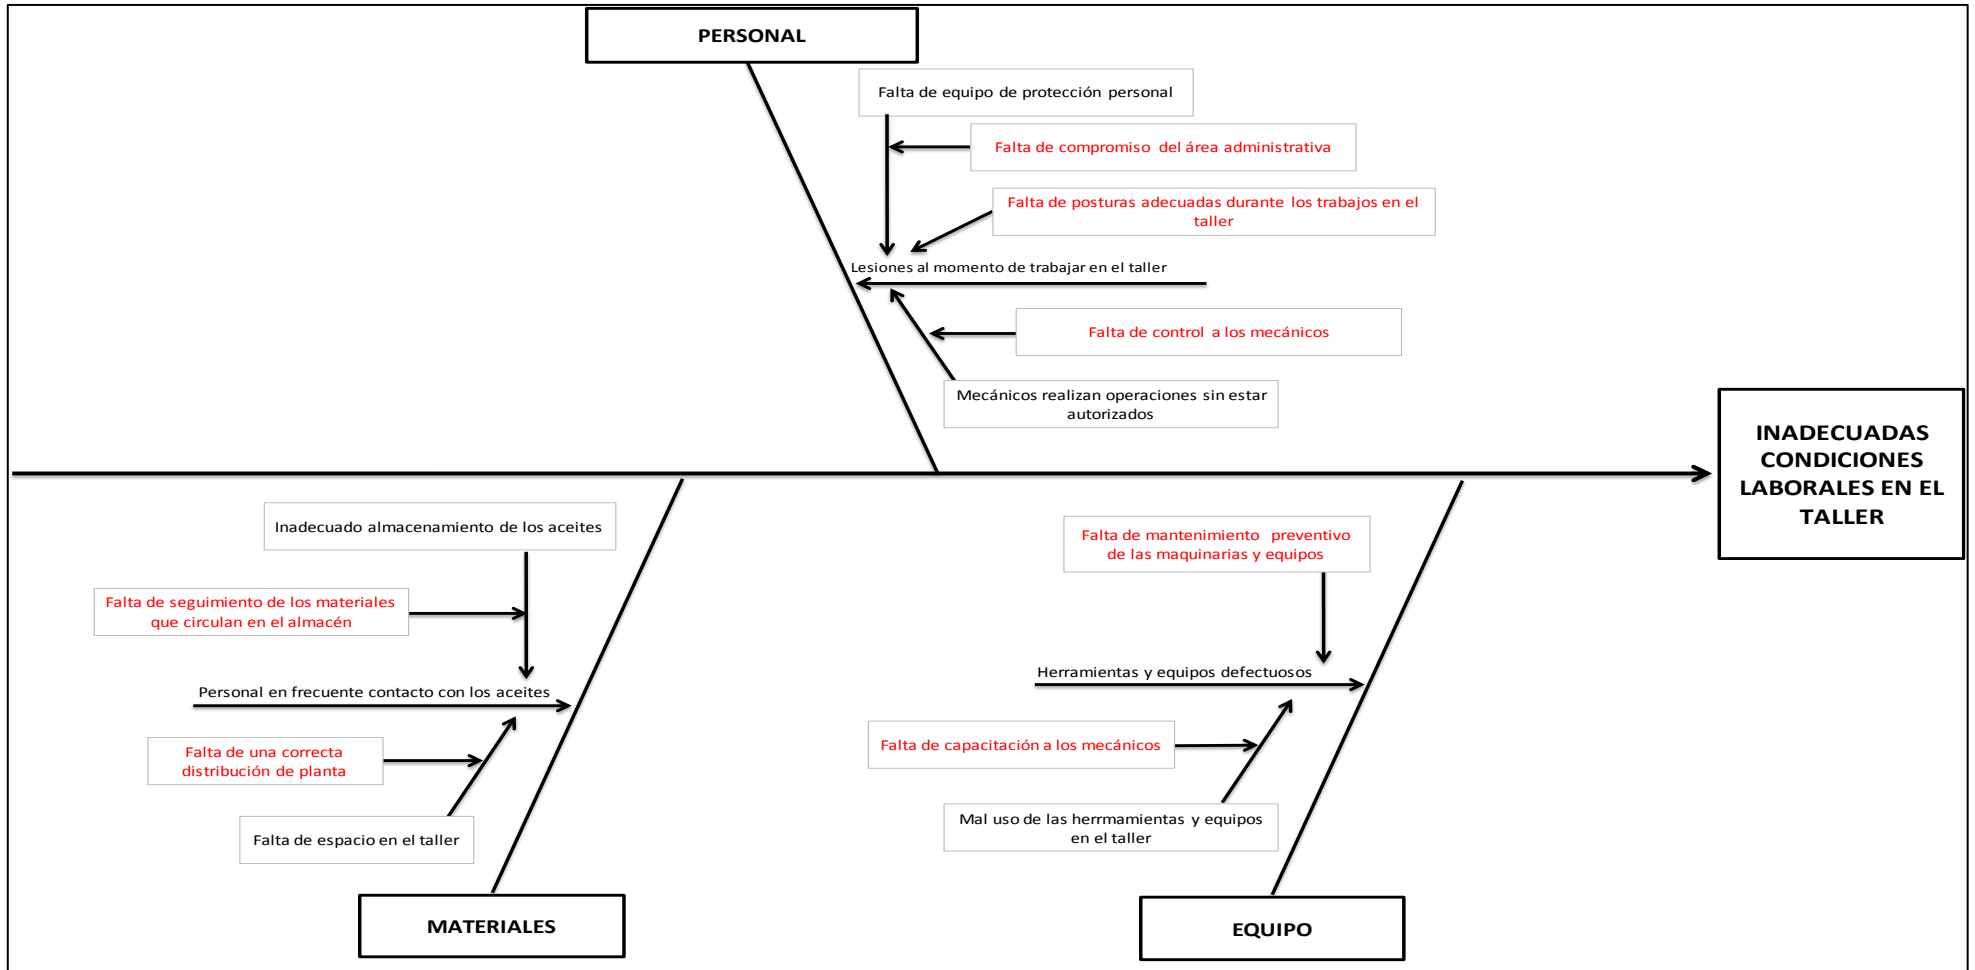 PERSONAL
Falta de equipo de protección personal
Falta de compromiso del área administrativa
Falta de posturas adecuadas durante los trabajos en el
taller
Lesiones al momento de trabajar en el taller
Falta de control a los mecánicos
Mecánicos realizan operaciones sin estar
autorizados
INADECUADAS
CONDICIONES
LABORALES EN EL
TALLER
Inadecuado almacenamiento de los aceites
Falta de seguimiento de los materiales
que circulan en el almacén
Personal en frecuente contacto con los aceites
Falta de una correcta
distribución de planta
Falta de espacio en el taller
MATERIALES
Falta de mantenimiento preventivo
de las maquinarias y equipos
Herramientas y equipos defectuosos
Falta de capacitación a los mecánicos
Mal uso de las herrmamientas y equipos
en el taller
EQUIPO